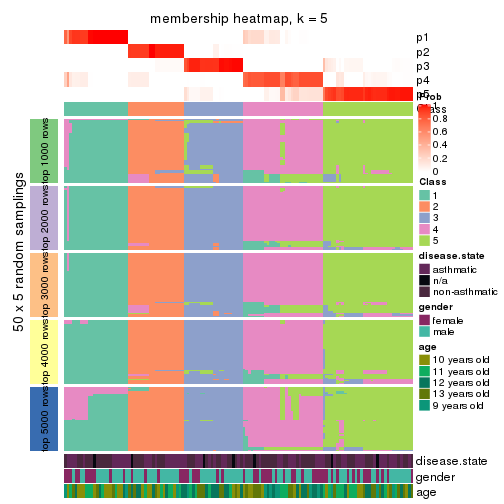 membership heatmap, k = 5
p1
p2
p3
p4
p5
Prob
1
0.8
0.6
0.4
0.2
0
Class
Class
1
2
3
4
5
disease.state
asthmatic
n/a
non-asthmatic
gender
female
male
age
10 years old
11 years old
12 years old
13 years old
9 years old
50 x 5 random samplings
top 1000 rows
top 2000 rows
top 3000 rows
top 4000 rows
top 5000 rows
disease.state
gender
age